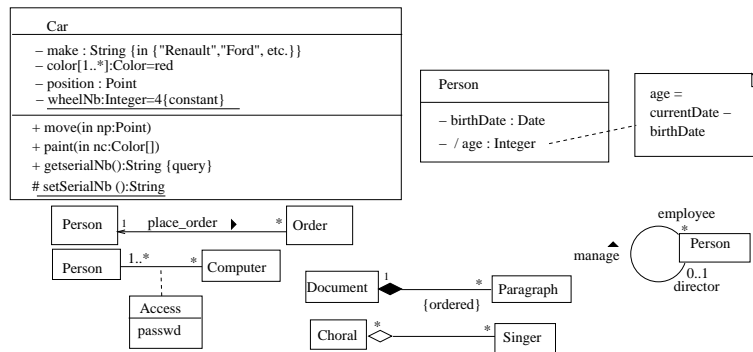 Car
– make : String {in {"Renault","Ford", etc.}}
– color[1..*]:Color=red
– position : Point
– wheelNb:Integer=4{constant}
+ move(in np:Point)
+ paint(in nc:Color[])
+ getserialNb():String {query}
# setSerialNb ():String
Person
– birthDate : Date
– / age : Integer
age =
currentDate –
birthDate
Person 1 place_order * Order
Person 1..* * Computer
Access
passwd
Document 1 * Paragraph
{ordered}
Choral * * Singer
employee
*
manage
Person
0..1
director